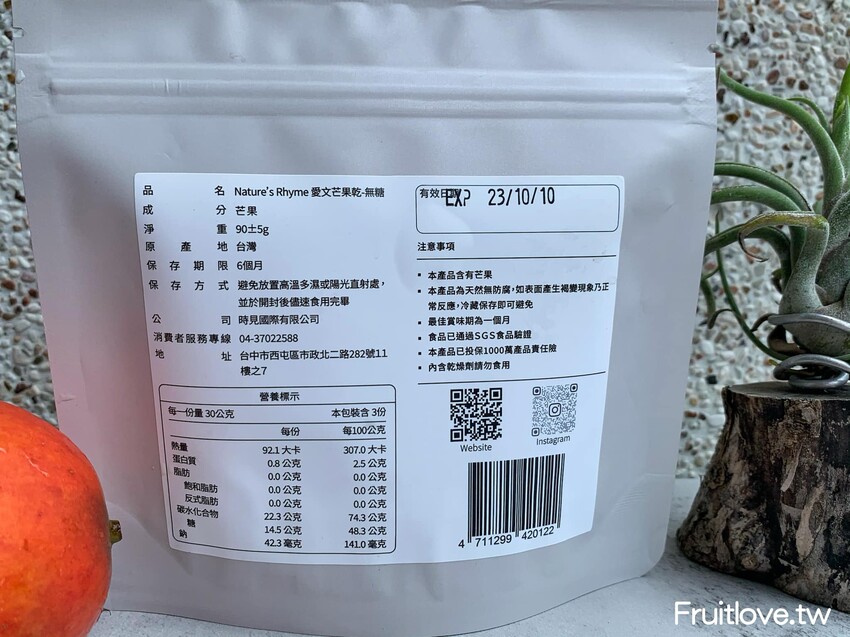 品名 Nature's Rhyme 愛文芒果乾-無糖
成分 芒果
淨重 90±5g
原產地 台灣
保存期限 6個月
保存方式 避免放置高溫多濕或陽光直射處,
並於開封後儘速食用完畢
公司 時見國際有限公司
消費者服務專線 04-37022588
地址 台中市西屯區市政北二路282號11
樓之7
營養標示
每一份量 30公克 本包裝含 3份
每份 每100公克
熱量 92.1 大卡 307.0 大卡
蛋白質 0.8 公克 2.5 公克
脂肪 0.0 公克 0.0 公克
飽和脂肪 0.0 公克 0.0 公克
反式脂肪 0.0 公克 0.0 公克
碳水化合物 22.3 公克 74.3 公克
糖 14.5 公克 48.3 公克
鈉 42.3 毫克 141.0 毫克
有效日期 EXP 23/10/10
注意事項
▪ 本產品含有芒果
▪ 本產品為天然無防腐,如表面產生褐變現象乃正
常反應,冷藏保存即可避免
▪ 最佳賞味期為一個月
▪ 食品已通過SGS食品驗證
▪ 本產品已投保1000萬產品責任險
▪ 內含乾燥劑請勿食用
Website
Instagram
4 711299 420122
Fruitlove.tw